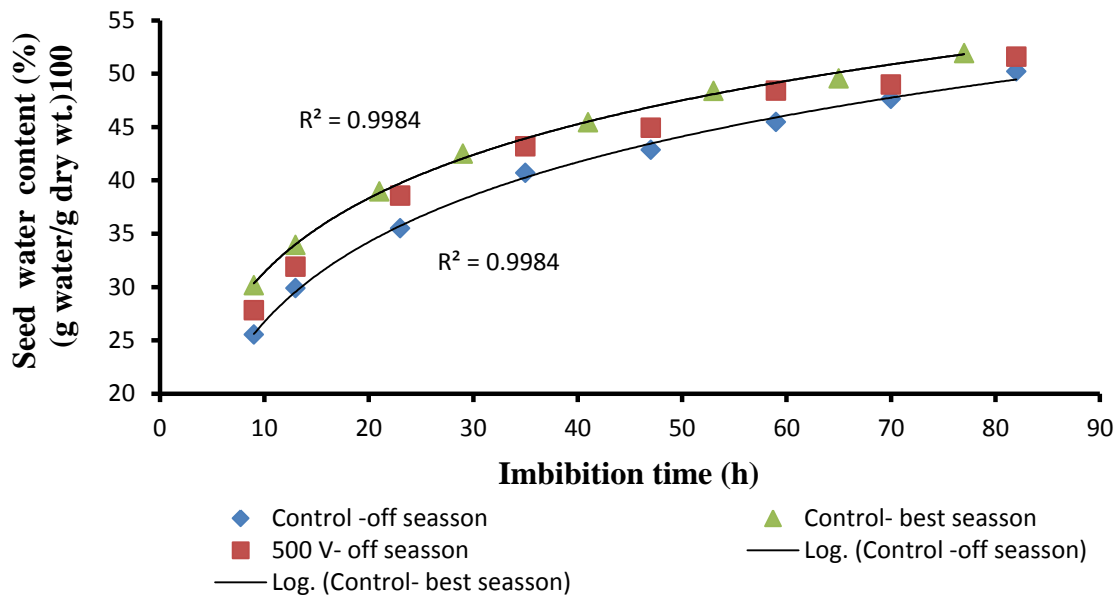 Seed water content (%)
(g water/g dry wt.)100
55
50
45
40
35
30
25
20
R² = 0.9984
R² = 0.9984
0 10 20 30 40 50 60 70 80 90
Imbibition time (h)
Control -off seasson
Control- best seasson
500 V- off seasson
Log. (Control -off seasson)
Log. (Control- best seasson)